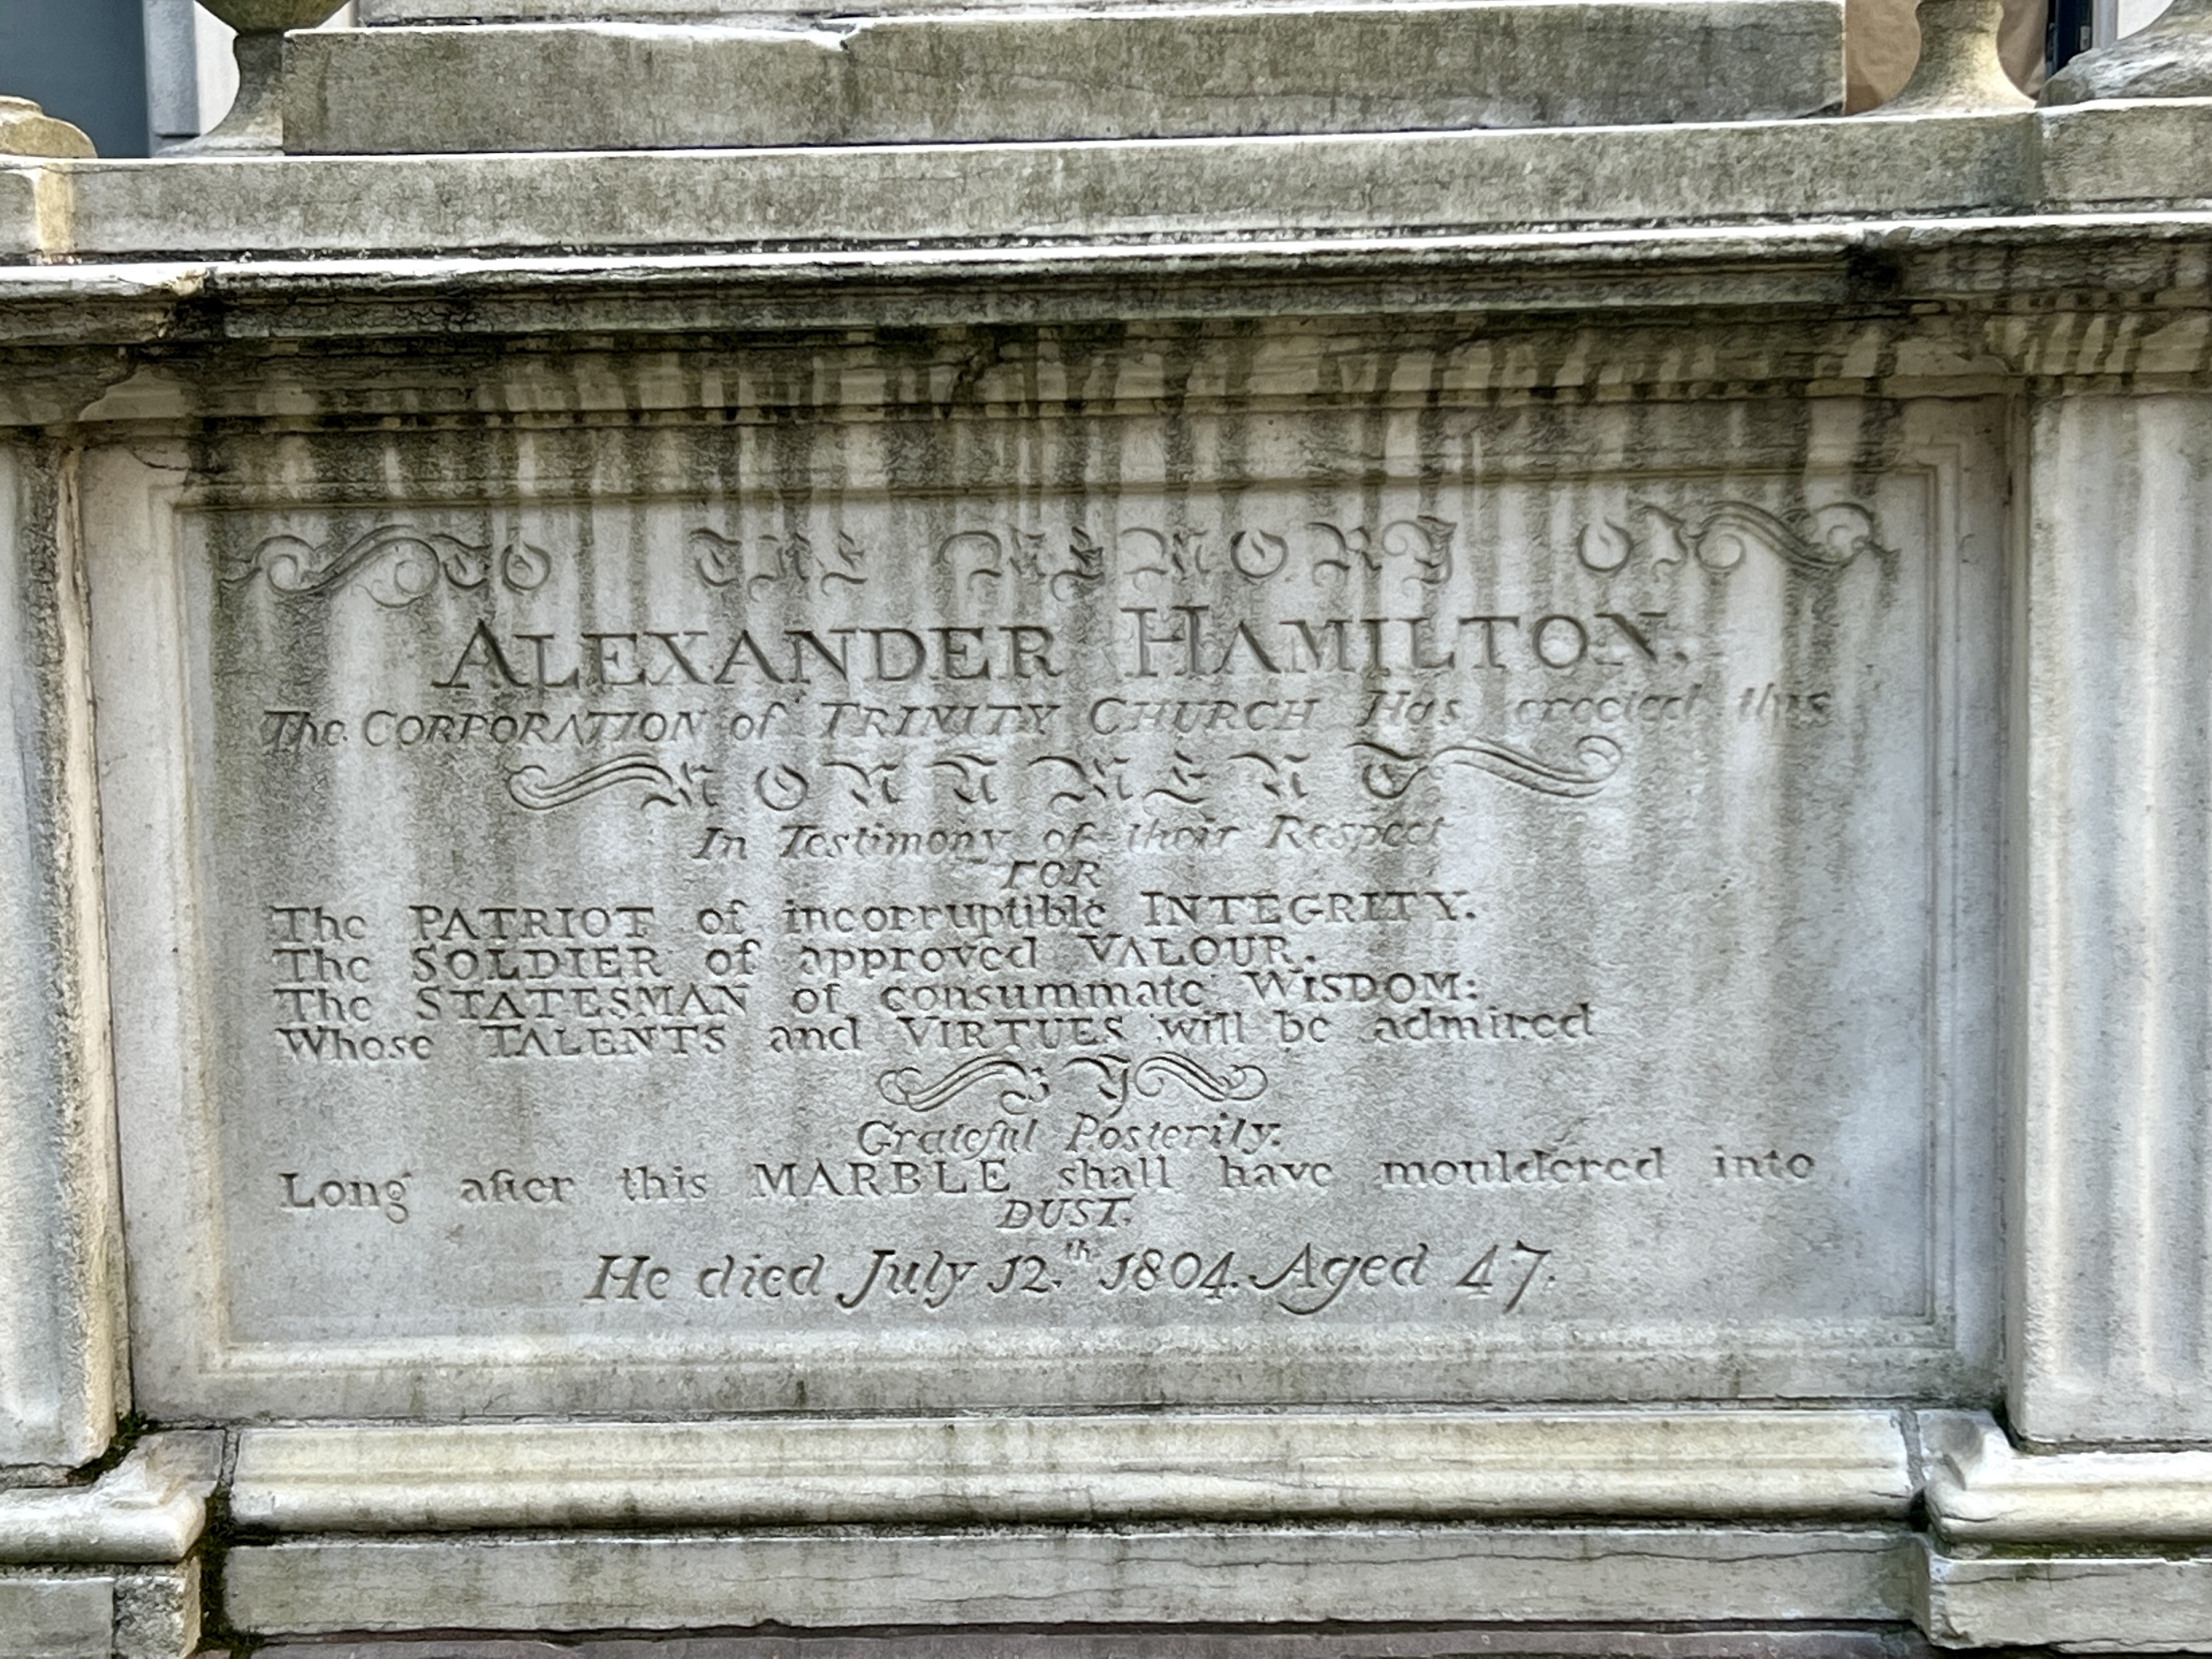 TO THE MEMORY OF
ALEXANDER HAMILTON.
The CORPORATION of TRINITY CHURCH Has erected this
MONUMENT
In Testimony of their Respect
FOR
The PATRIOT of incorruptible INTEGRITY.
The SOLDIER of approved VALOUR.
The STATESMAN of consummate WISDOM:
Whose TALENTS and VIRTUES will be admired
BY
Grateful Posterity.
Long after this MARBLE shall have mouldered into
DUST.
He died July 12.th 1804. Aged 47.